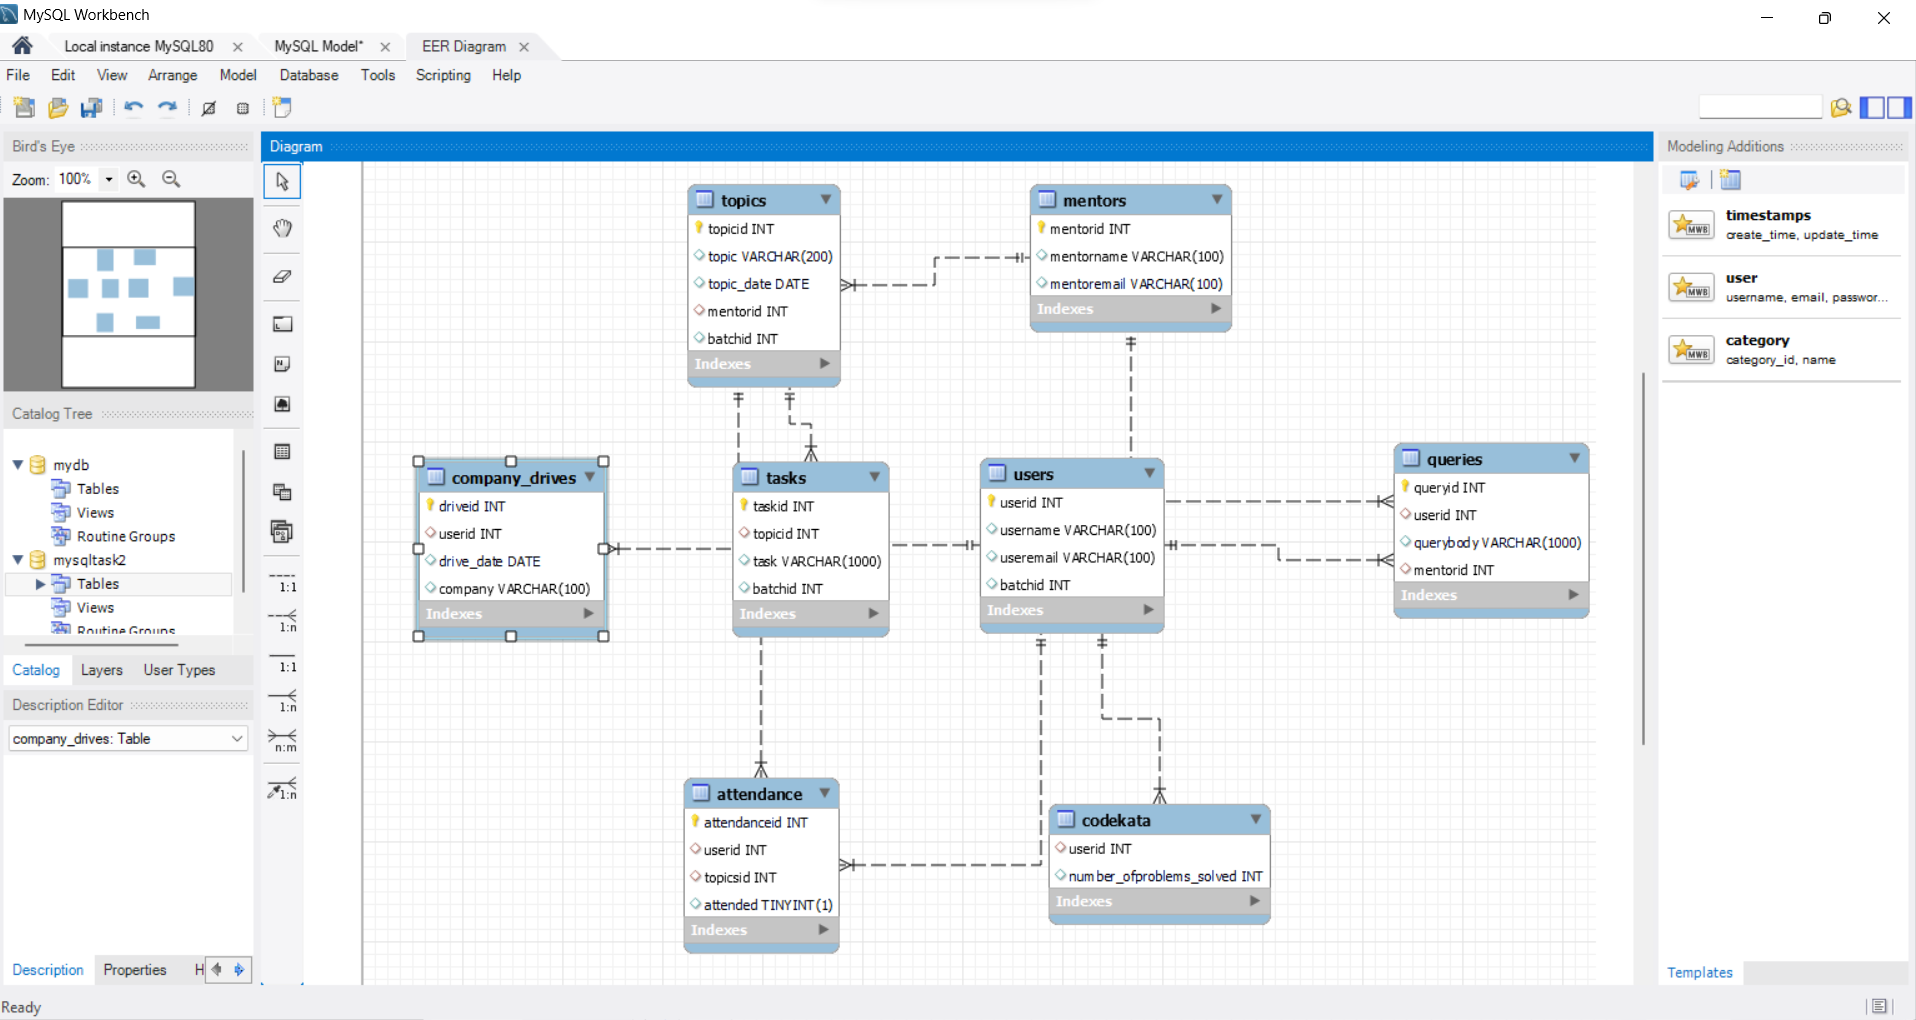 MySQL Workbench
Local instance MySQL80
MySQL Model*
EER Diagram
File Edit View Arrange Model Database Tools Scripting Help
Bird's Eye
Zoom: 100%
Catalog Tree
mydb
Tables
Views
Routine Groups
mysqltask2
Tables
Views
Routine Groups
Catalog Layers User Types
Description Editor
company_drives: Table
Description Properties H
Ready
1:1
1:n
1:1
1:n
n:m
1:n
Diagram
topics
topicid INT
topic VARCHAR(200)
topic_date DATE
mentorid INT
batchid INT
Indexes
mentors
mentorid INT
mentorname VARCHAR(100)
mentoremail VARCHAR(100)
Indexes
company_drives
driveid INT
userid INT
drive_date DATE
company VARCHAR(100)
Indexes
tasks
taskid INT
topicid INT
task VARCHAR(1000)
batchid INT
Indexes
users
userid INT
username VARCHAR(100)
useremail VARCHAR(100)
batchid INT
Indexes
queries
queryid INT
userid INT
querybody VARCHAR(1000)
mentorid INT
Indexes
attendance
attendanceid INT
userid INT
topicsid INT
attended TINYINT(1)
Indexes
codekata
userid INT
number_ofproblems_solved INT
Indexes
Modeling Additions
MWB
timestamps
create_time, update_time
MWB
user
username, email, passwor...
MWB
category
category_id, name
Templates